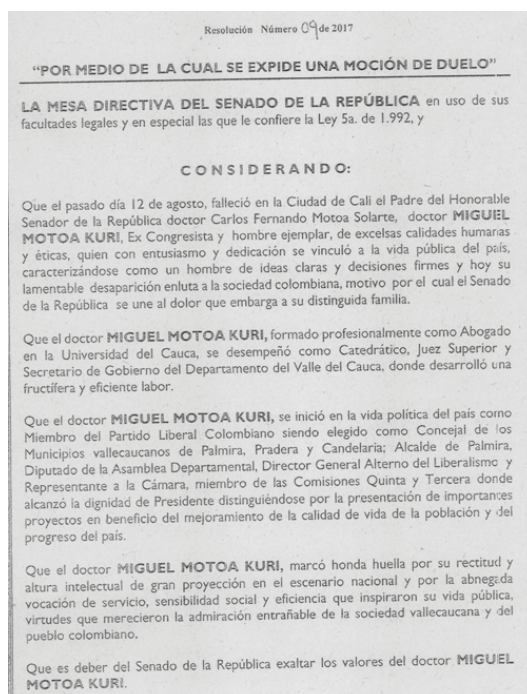 Resolución Número 09 de 2017
“POR MEDIO DE LA CUAL SE EXPIDE UNA MOCIÓN DE DUELO”
LA MESA DIRECTIVA DEL SENADO DE LA REPÚBLICA en uso de sus
facultades legales y en especial las que le confiere la Ley 5a. de 1.992, y
CONSIDERANDO:
Que el pasado día 12 de agosto, falleció en la Ciudad de Cali el Padre del Honorable
Senador de la República doctor Carlos Fernando Motoa Solarte, doctor MIGUEL
MOTOA KURI, Ex Congresista y hombre ejemplar, de excelsas calidades humanas
y éticas, quien con entusiasmo y dedicación se vinculó a la vida pública del país,
caracterizándose como un hombre de ideas claras y decisiones firmes y hoy su
lamentable desaparición enluta a la sociedad colombiana, motivo por el cual el Senado
de la República se une al dolor que embarga a su distinguida familia.
Que el doctor MIGUEL MOTOA KURI, formado profesionalmente como Abogado
en la Universidad del Cauca, se desempeñó como Catedrático, Juez Superior y
Secretario de Gobierno del Departamento del Valle del Cauca, donde desarrolló una
fructífera y eficiente labor.
Que el doctor MIGUEL MOTOA KURI, se inició en la vida política del país como
Miembro del Partido Liberal Colombiano siendo elegido como Concejal de los
Municipios vallecaucanos de Palmira, Pradera y Candelaria; Alcalde de Palmira,
Diputado de la Asamblea Departamental, Director General Alterno del Liberalismo y
Representante a la Cámara, miembro de las Comisiones Quinta y Tercera donde
alcanzó la dignidad de Presidente distinguiéndose por la presentación de importantes
proyectos en beneficio del mejoramiento de la calidad de vida de la población y del
progreso del país.
Que el doctor MIGUEL MOTOA KURI, marcó honda huella por su rectitud y
altura intelectual de gran proyección en el escenario nacional y por la abnegada
vocación de servicio, sensibilidad social y eficiencia que inspiraron su vida pública,
virtudes que merecieron la admiración entrañable de la sociedad vallecaucana y del
pueblo colombiano.
Que es deber del Senado de la República exaltar los valores del doctor MIGUEL
MOTOA KURI.